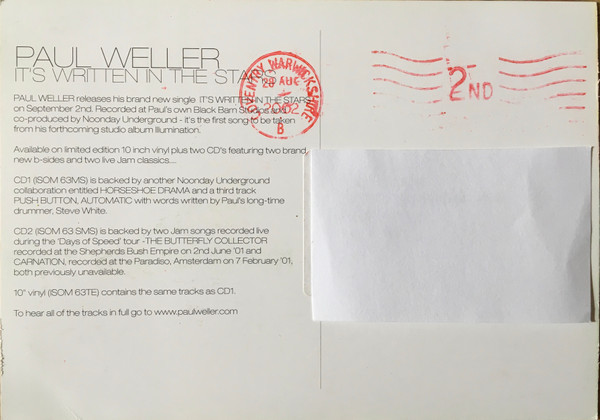 PAUL WELLER
IT'S WRITTEN IN THE STARS
PAUL WELLER releases his brand new single IT'S WRITTEN IN THE STARS
on September 2nd. Recorded at Paul's own Black Barn Studios and
co-produced by Noonday Underground - it's the first song to be taken
from his forthcoming studio album Illumination.
Available on limited edition 10 inch vinyl plus two CD's featuring two brand
new b-sides and two live Jam classics....
CD1 (ISOM 63MS) is backed by another Noonday Underground
collaboration entitled HORSESHOE DRAMA and a third track
PUSH BUTTON, AUTOMATIC with words written by Paul's long-time
drummer, Steve White.
CD2 (ISOM 63 SMS) is backed by two Jam songs recorded live
during the 'Days of Speed' tour -THE BUTTERFLY COLLECTOR
recorded at the Shepherds Bush Empire on 2nd June '01 and
CARNATION, recorded at the Paradiso, Amsterdam on 7 February '01,
both previously unavailable.
10" vinyl (ISOM 63TE) contains the same tracks as CD1.
To hear all of the tracks in full go to www.paulweller.com
COVENTRY WARWICKSHIRE
AUG
2002
B
2ND